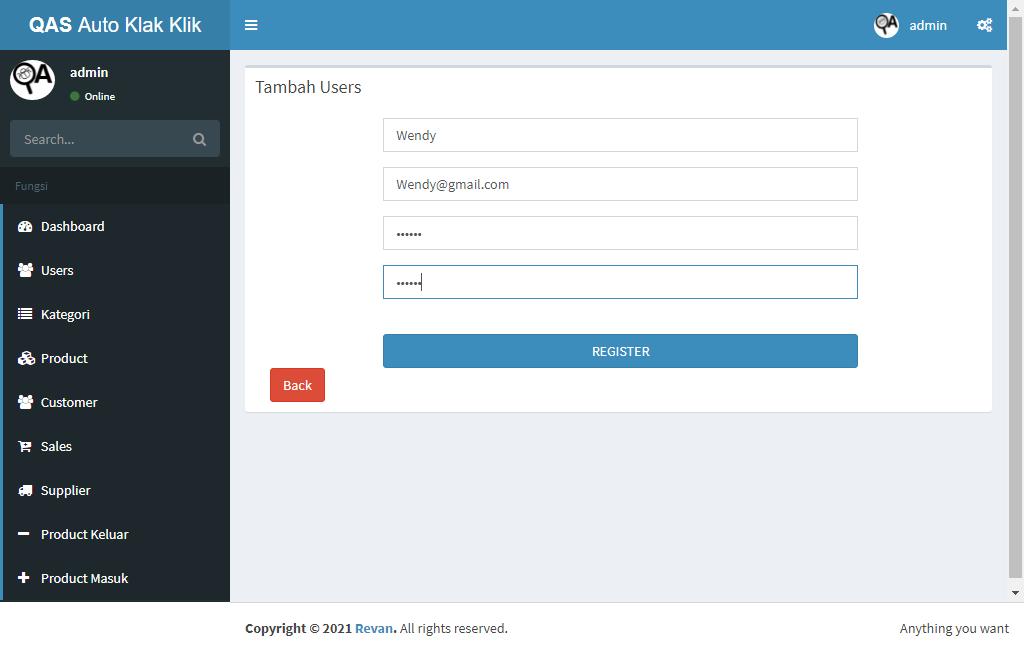 QAS Auto Klak Klik
admin
admin
Online
Search...
Fungsi
Dashboard
Users
Kategori
Product
Customer
Sales
Supplier
Product Keluar
Product Masuk
Tambah Users
Wendy
Wendy@gmail.com
••••••
••••••
REGISTER
Back
Copyright © 2021 Revan. All rights reserved.
Anything you want